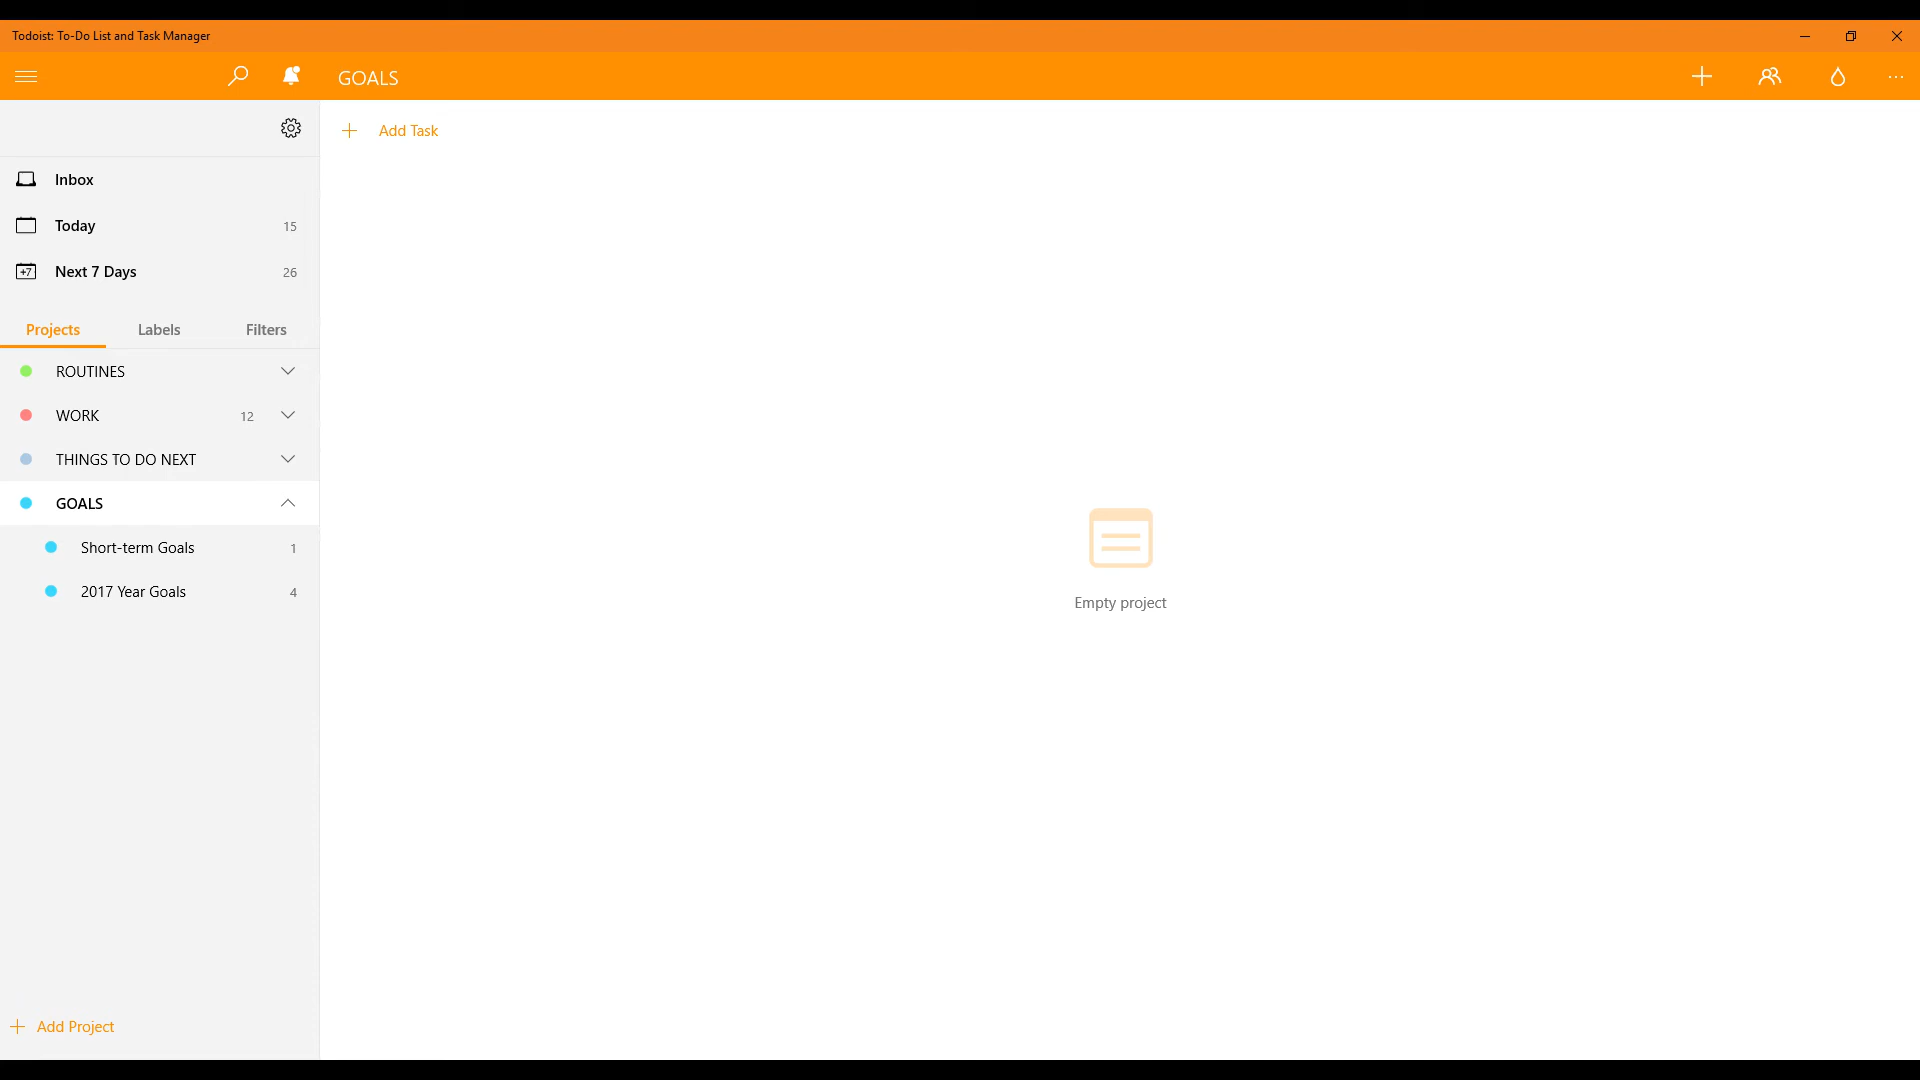 Todoist: To-Do List and Task Manager
GOALS
Add Task
Inbox
Today 15
+7 Next 7 Days 26
Projects Labels Filters
ROUTINES
WORK 12
THINGS TO DO NEXT
GOALS
Short-term Goals 1
2017 Year Goals 4
Empty project
Add Project